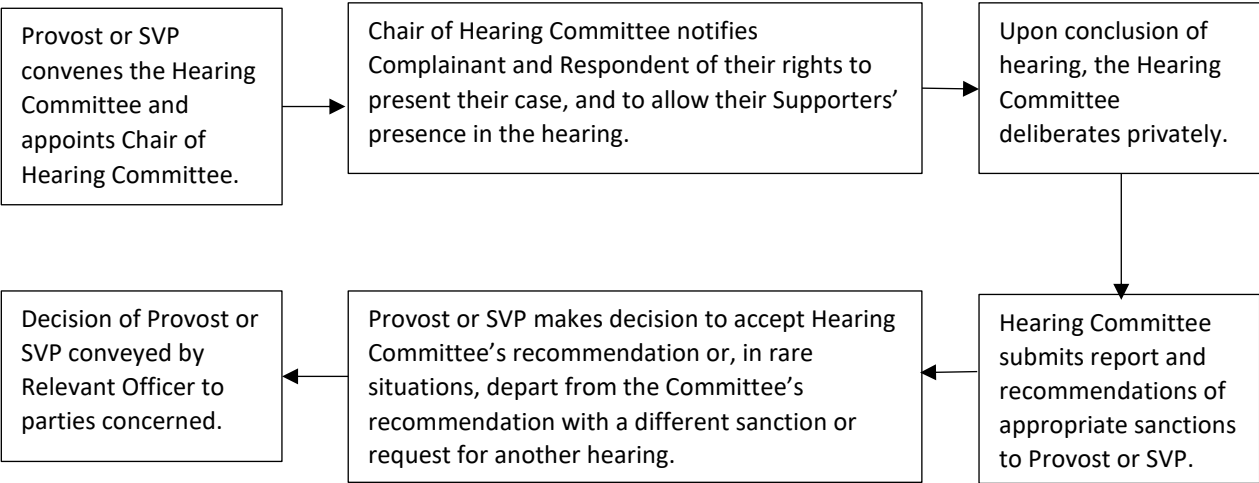 Provost or SVP
convenes the Hearing
Committee and
appoints Chair of
Hearing Committee.
Chair of Hearing Committee notifies
Complainant and Respondent of their rights to
present their case, and to allow their Supporters’
presence in the hearing.
Upon conclusion of
hearing, the Hearing
Committee
deliberates privately.
Hearing Committee
submits report and
recommendations of
appropriate sanctions
to Provost or SVP.
Provost or SVP makes decision to accept Hearing
Committee’s recommendation or, in rare
situations, depart from the Committee’s
recommendation with a different sanction or
request for another hearing.
Decision of Provost or
SVP conveyed by
Relevant Officer to
parties concerned.